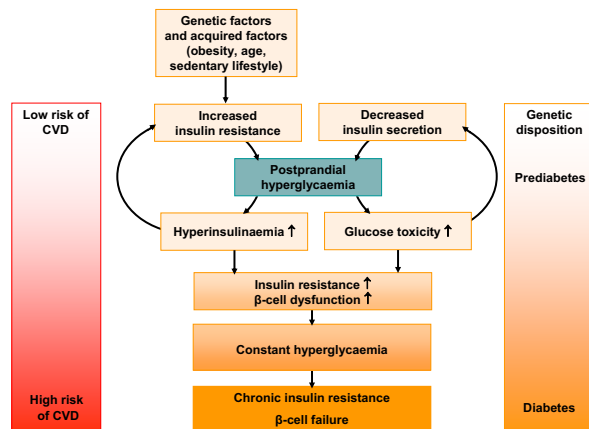 Genetic factors
and acquired factors
(obesity, age,
sedentary lifestyle)
Low risk of
CVD
Increased
insulin resistance
Decreased
insulin secretion
Genetic
disposition
Postprandial
hyperglycaemia
Prediabetes
Hyperinsulinaemia ↑
Glucose toxicity ↑
Insulin resistance ↑
β-cell dysfunction ↑
Constant hyperglycaemia
High risk
of CVD
Chronic insulin resistance
β-cell failure
Diabetes